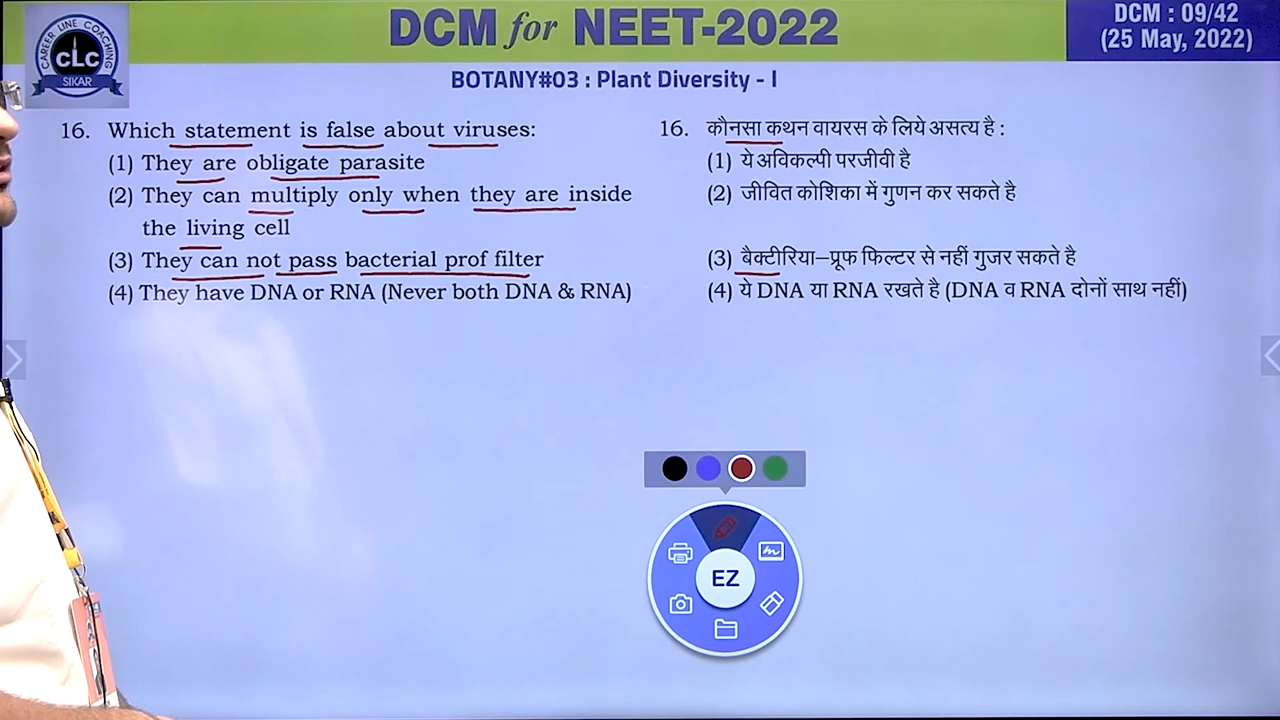 DCM for NEET-2022
DCM : 09/42
(25 May, 2022)
CAREER LINE COACHING
CLC
SIKAR
BOTANY#03 : Plant Diversity - I
16. Which statement is false about viruses:
(1) They are obligate parasite
(2) They can multiply only when they are inside
the living cell
(3) They can not pass bacterial prof filter
(4) They have DNA or RNA (Never both DNA & RNA)
16. कौनसा कथन वायरस के लिये असत्य है :
(1) ये अविकल्पी परजीवी है
(2) जीवित कोशिका में गुणन कर सकते है
(3) बैक्टीरिया–प्रूफ फिल्टर से नहीं गुजर सकते है
(4) ये DNA या RNA रखते है (DNA व RNA दोनों साथ नहीं)
EZ